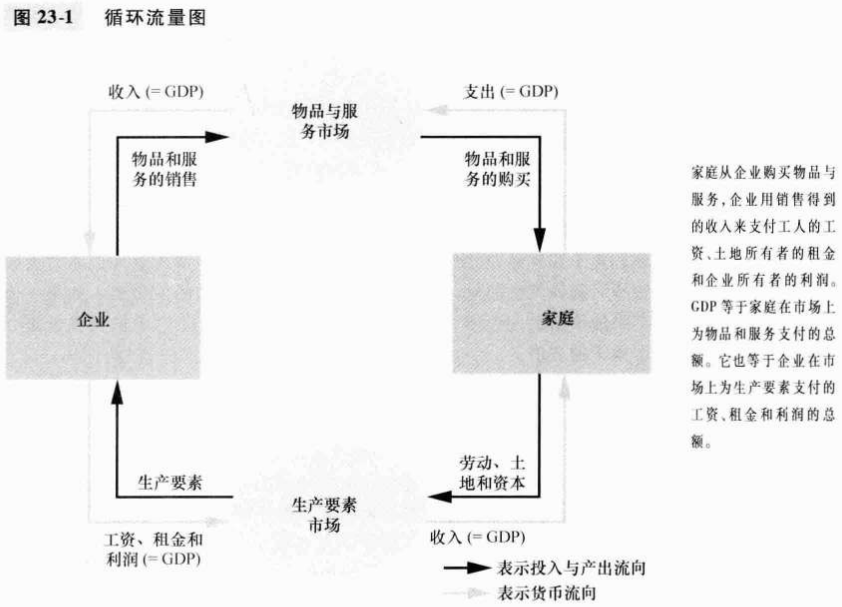 图 23-1 循环流量图
收入 (= GDP)
支出 (= GDP)
物品与服
务市场
物品和服
务的销售
物品和服
务的购买
企业
家庭
生产要素
劳动、土
地和资本
生产要素
市场
工资、租金和
利润 (= GDP)
收入 (= GDP)
表示投入与产出流向
表示货币流向
家庭从企业购买物品与
服务,企业用销售得到
的收入来支付工人的工
资、土地所有者的租金
和企业所有者的利润。
GDP 等于家庭在市场上
为物品和服务支付的总
额。它也等于企业在市
场上为生产要素支付的
工资、租金和利润的总
额。